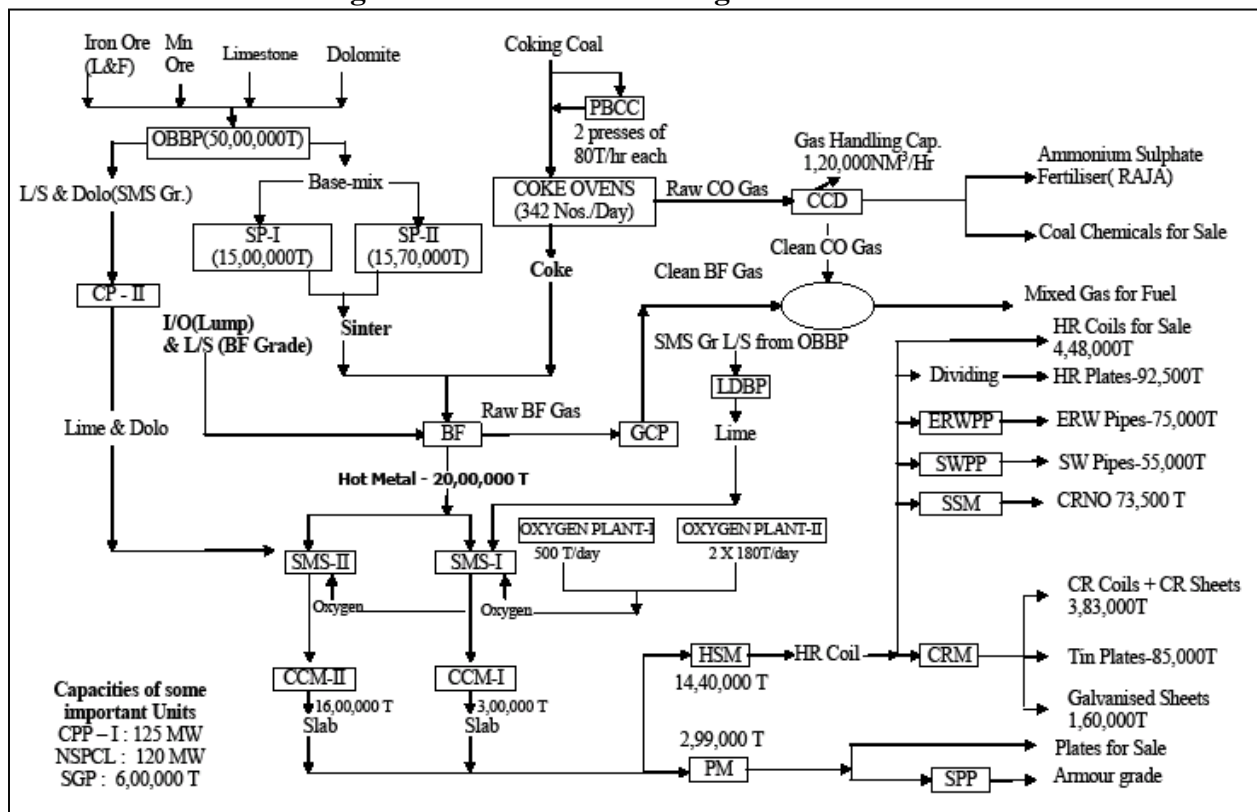 Iron Ore
(L&F)
Mn
Ore
Limestone
Dolomite
Coking Coal
PBCC
2 presses of
80T/hr each
OBBP(50,00,000T)
Gas Handling Cap.
1,20,000NM³/Hr
Ammonium Sulphate
Fertiliser( RAJA)
L/S & Dolo(SMS Gr.)
Base-mix
COKE OVENS
(342 Nos./Day)
Raw CO Gas
CCD
Coal Chemicals for Sale
SP-I
(15,00,000T)
SP-II
(15,70,000T)
Clean CO Gas
Coke
Clean BF Gas
CP - II
Mixed Gas for Fuel
I/O(Lump)
& L/S (BF Grade)
Sinter
SMS Gr L/S from OBBP
HR Coils for Sale
4,48,000T
LDBP
Dividing
HR Plates-92,500T
Lime & Dolo
BF
Raw BF Gas
GCP
Lime
ERWPP
ERW Pipes-75,000T
SWPP
SW Pipes-55,000T
Hot Metal - 20,00,000 T
SSM
CRNO 73,500 T
OXYGEN PLANT-I
500 T/day
OXYGEN PLANT-II
2 X 180T/day
SMS-II
SMS-I
Oxygen
Oxygen
CR Coils + CR Sheets
3,83,000T
HSM
14,40,000 T
HR Coil
CRM
Tin Plates-85,000T
CCM-II
16,00,000 T
Slab
CCM-I
3,00,000 T
Slab
Galvanised Sheets
1,60,000T
Capacities of some
important Units
CPP – I : 125 MW
NSPCL : 120 MW
SGP : 6,00,000 T
2,99,000 T
PM
Plates for Sale
SPP
Armour grade